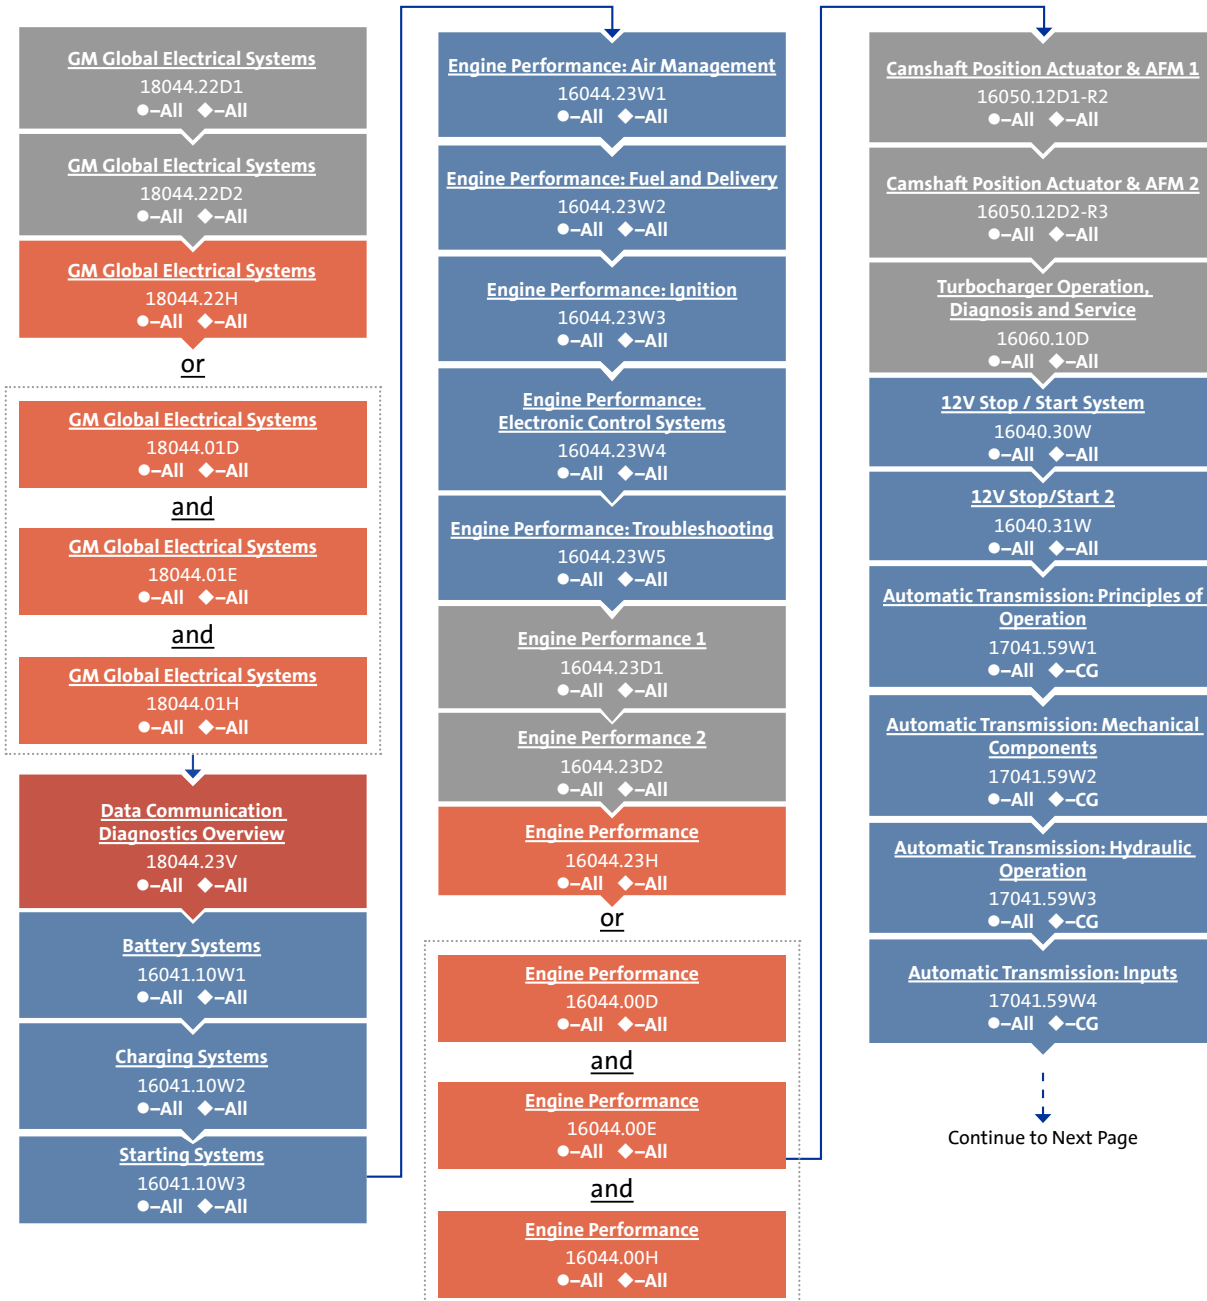 GM Global Electrical Systems
18044.22D1
●–All ◆–All
GM Global Electrical Systems
18044.22D2
●–All ◆–All
GM Global Electrical Systems
18044.22H
●–All ◆–All
or
GM Global Electrical Systems
18044.01D
●–All ◆–All
and
GM Global Electrical Systems
18044.01E
●–All ◆–All
and
GM Global Electrical Systems
18044.01H
●–All ◆–All
Data Communication
Diagnostics Overview
18044.23V
●–All ◆–All
Battery Systems
16041.10W1
●–All ◆–All
Charging Systems
16041.10W2
●–All ◆–All
Starting Systems
16041.10W3
●–All ◆–All
Engine Performance: Air Management
16044.23W1
●–All ◆–All
Engine Performance: Fuel and Delivery
16044.23W2
●–All ◆–All
Engine Performance: Ignition
16044.23W3
●–All ◆–All
Engine Performance:
Electronic Control Systems
16044.23W4
●–All ◆–All
Engine Performance: Troubleshooting
16044.23W5
●–All ◆–All
Engine Performance 1
16044.23D1
●–All ◆–All
Engine Performance 2
16044.23D2
●–All ◆–All
Engine Performance
16044.23H
●–All ◆–All
or
Engine Performance
16044.00D
●–All ◆–All
and
Engine Performance
16044.00E
●–All ◆–All
and
Engine Performance
16044.00H
●–All ◆–All
Camshaft Position Actuator & AFM 1
16050.12D1-R2
●–All ◆–All
Camshaft Position Actuator & AFM 2
16050.12D2-R3
●–All ◆–All
Turbocharger Operation,
Diagnosis and Service
16060.10D
●–All ◆–All
12V Stop / Start System
16040.30W
●–All ◆–All
12V Stop/Start 2
16040.31W
●–All ◆–All
Automatic Transmission: Principles of
Operation
17041.59W1
●–All ◆–CG
Automatic Transmission: Mechanical
Components
17041.59W2
●–All ◆–CG
Automatic Transmission: Hydraulic
Operation
17041.59W3
●–All ◆–CG
Automatic Transmission: Inputs
17041.59W4
●–All ◆–CG
Continue to Next Page